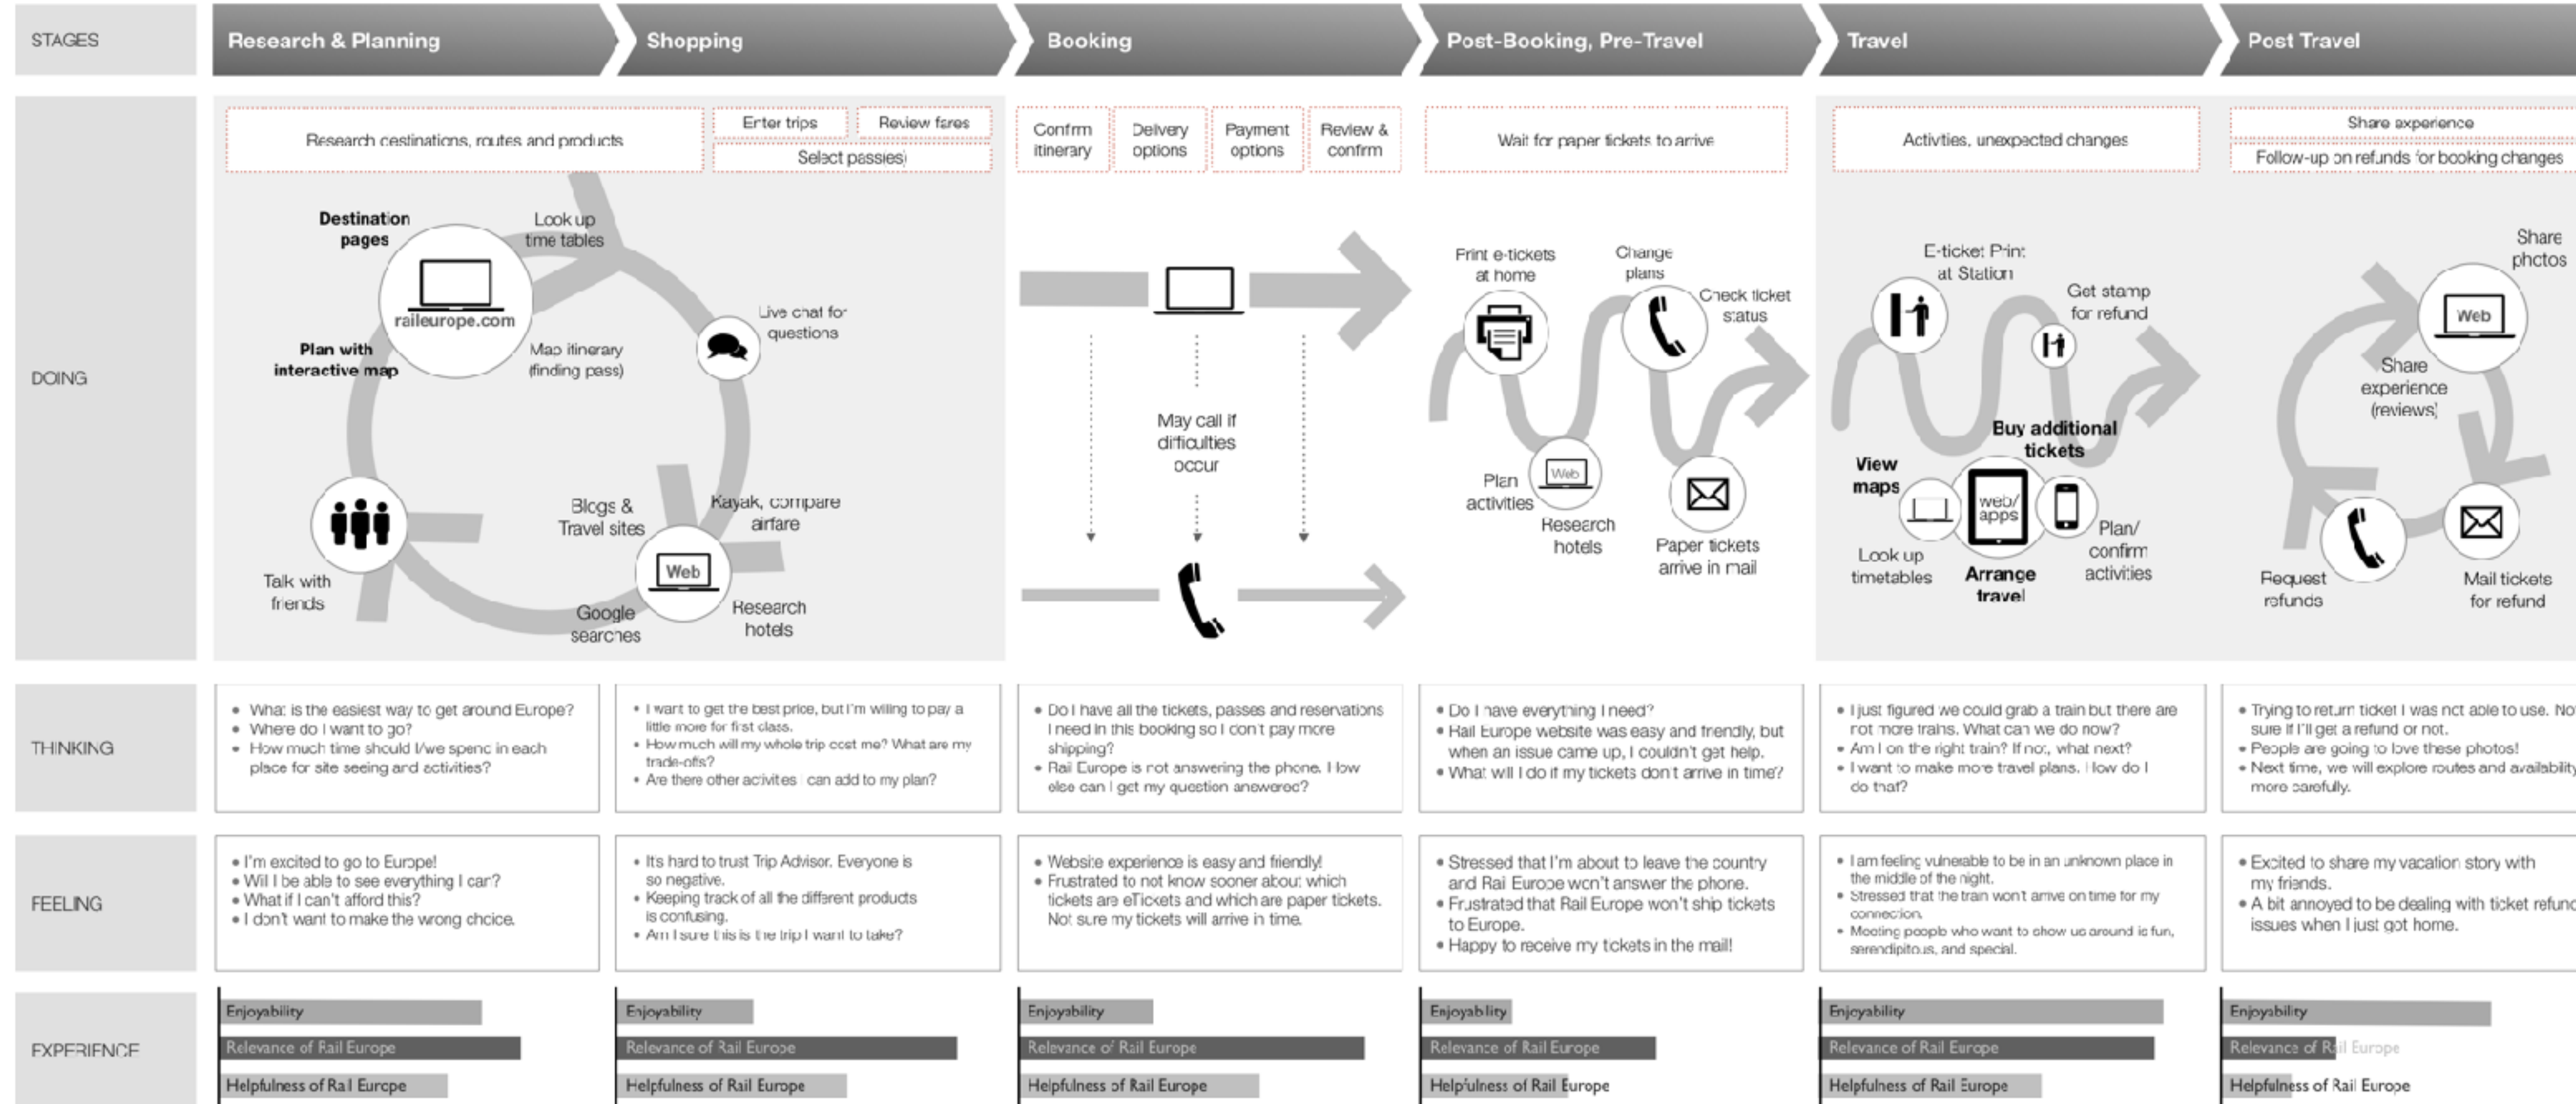 STAGES
Research & Planning
Shopping
Booking
Post-Booking, Pre-Travel
Travel
Post Travel
DOING
Research destinations, routes and products
Enter trips
Review fares
Select pass(es)
Confirm
itinerary
Delivery
options
Payment
options
Review &
confirm
Wait for paper tickets to arrive
Activities, unexpected changes
Share experience
Follow-up on refunds for booking changes
Destination
pages
Look up
time tables
raileurope.com
Live chat for
questions
Plan with
interactive map
Map itinerary
(finding pass)
Blogs &
Travel sites
Kayak, compare
airfare
Web
Talk with
friends
Google
searches
Research
hotels
May call if
difficulties
occur
Print e-tickets
at home
Change
plans
Check ticket
status
Plan
activities
Web
Research
hotels
Paper tickets
arrive in mail
E-ticket Print
at Station
Get stamp
for refund
Buy additional
tickets
View
maps
web/
apps
Look up
timetables
Arrange
travel
Plan/
confirm
activities
Share
photos
Web
Share
experience
(reviews)
Request
refunds
Mail tickets
for refund
THINKING
• What is the easiest way to get around Europe?
• Where do I want to go?
• How much time should I/we spend in each
place for site seeing and activities?
• I want to get the best price, but I'm willing to pay a
little more for first class.
• How much will my whole trip cost me? What are my
trade-offs?
• Are there other activities I can add to my plan?
• Do I have all the tickets, passes and reservations
I need in this booking so I don't pay more
shipping?
• Rail Europe is not answering the phone. How
else can I get my question answered?
• Do I have everything I need?
• Rail Europe website was easy and friendly, but
when an issue came up, I couldn't get help.
• What will I do if my tickets don't arrive in time?
• I just figured we could grab a train but there are
not more trains. What can we do now?
• Am I on the right train? If not, what next?
• I want to make more travel plans. How do I
do that?
• Trying to return ticket I was not able to use. No
sure if I'll get a refund or not.
• People are going to love these photos!
• Next time, we will explore routes and availability
more carefully.
FEELING
• I'm excited to go to Europe!
• Will I be able to see everything I can?
• What if I can't afford this?
• I don't want to make the wrong choice.
• It's hard to trust Trip Advisor. Everyone is
so negative.
• Keeping track of all the different products
is confusing.
• Am I sure this is the trip I want to take?
• Website experience is easy and friendly!
• Frustrated to not know sooner about which
tickets are eTickets and which are paper tickets.
Not sure my tickets will arrive in time.
• Stressed that I'm about to leave the country
and Rail Europe won't answer the phone.
• Frustrated that Rail Europe won't ship tickets
to Europe.
• Happy to receive my tickets in the mail!
• I am feeling vulnerable to be in an unknown place in
the middle of the night.
• Stressed that the train won't arrive on time for my
connection.
• Meeting people who want to show us around is fun,
serendipitous, and special.
• Excited to share my vacation story with
my friends.
• A bit annoyed to be dealing with ticket refund
issues when I just got home.
EXPERIENCE
Enjoyability
Relevance of Rail Europe
Helpfulness of Rail Europe
Enjoyability
Relevance of Rail Europe
Helpfulness of Rail Europe
Enjoyability
Relevance of Rail Europe
Helpfulness of Rail Europe
Enjoyability
Relevance of Rail Europe
Helpfulness of Rail Europe
Enjoyability
Relevance of Rail Europe
Helpfulness of Rail Europe
Enjoyability
Relevance of Rail Europe
Helpfulness of Rail Europe